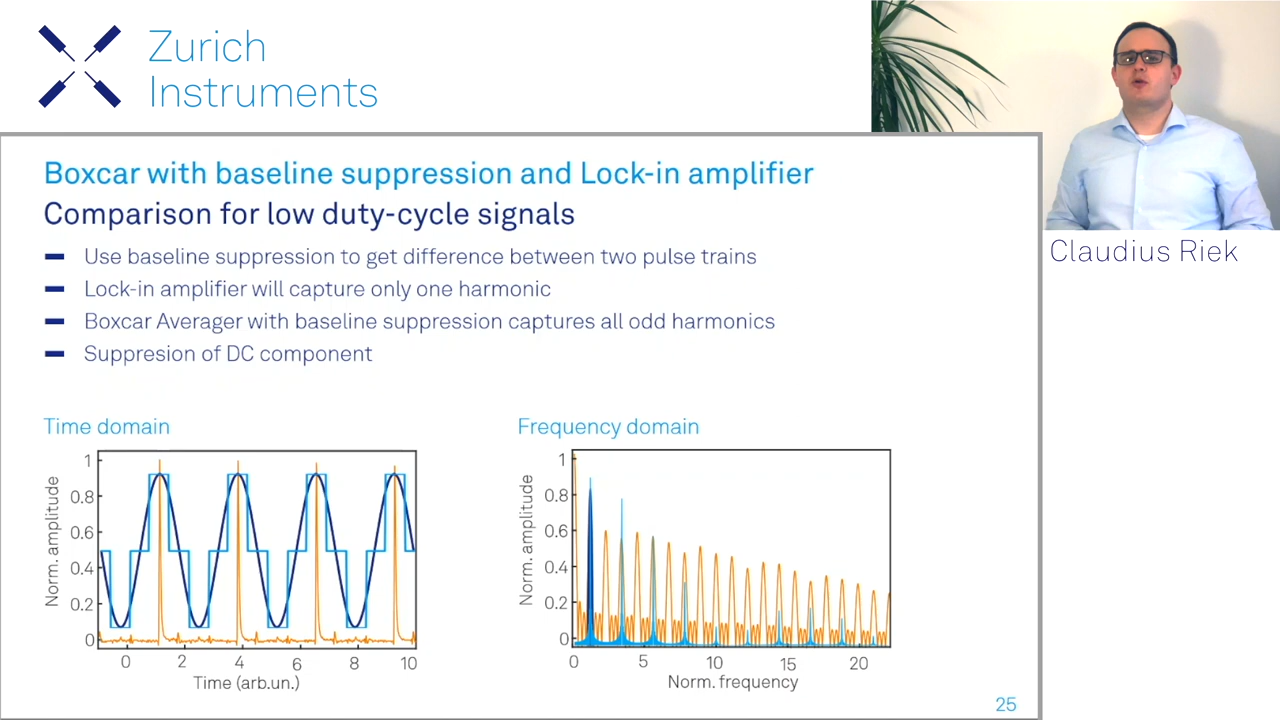 Zurich
Instruments
Claudius Riek
Boxcar with baseline suppression and Lock-in amplifier
Comparison for low duty-cycle signals
Use baseline suppression to get difference between two pulse trains
Lock-in amplifier will capture only one harmonic
Boxcar Averager with baseline suppression captures all odd harmonics
Suppresion of DC component
Time domain
Norm. amplitude
1
0.8
0.6
0.4
0.2
0
0 2 4 6 8 10
Time (arb.un.)
Frequency domain
Norm. amplitude
1
0.8
0.6
0.4
0.2
0
0 5 10 15 20
Norm. frequency
25